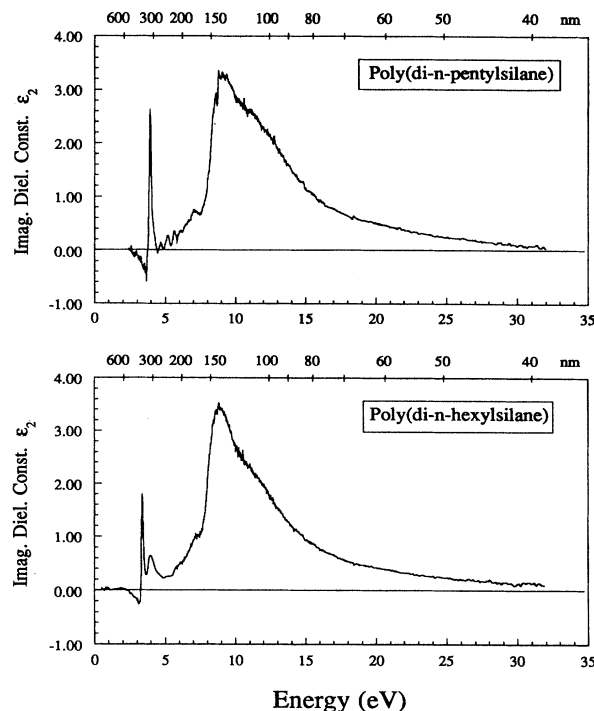 600 300 200 150 100 80 60 50 40 nm
4.00
Poly(di-n-pentylsilane)
3.00
2.00
1.00
0.00
-1.00
Imag. Diel. Const. ε2
0 5 10 15 20 25 30 35
600 300 200 150 100 80 60 50 40 nm
4.00
Poly(di-n-hexylsilane)
3.00
2.00
1.00
0.00
-1.00
Imag. Diel. Const. ε2
0 5 10 15 20 25 30 35
Energy (eV)